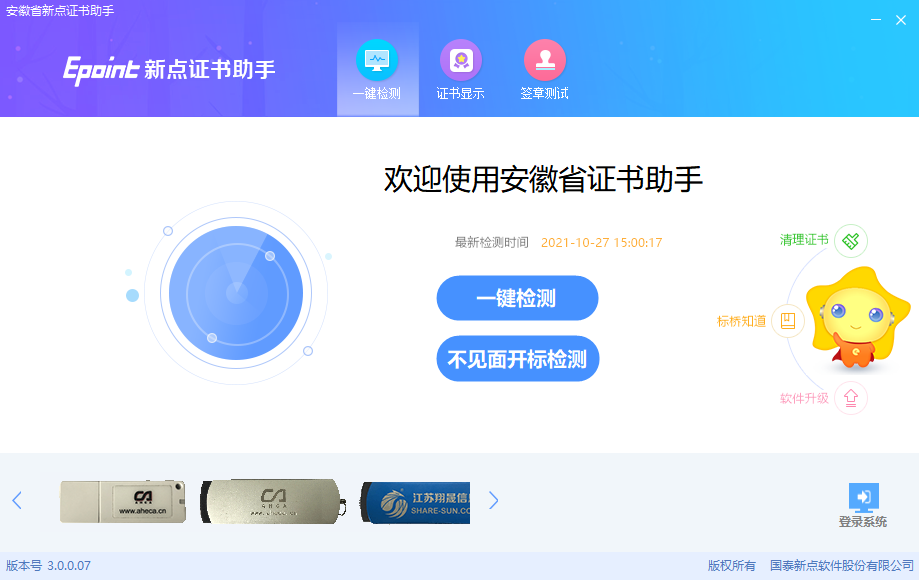 安徽省新点证书助手
Epoint 新点证书助手
一键检测
证书显示
签章测试
欢迎使用安徽省证书助手
最新检测时间 2021-10-27 15:00:17
清理证书
一键检测
标桥知道
不见面开标检测
软件升级
CA
AHECA
www.aheca.cn
CA
AHECA
江苏翔晟信息
SHARE-SUN.CO
登录系统
版本号 3.0.0.07
版权所有 国泰新点软件股份有限公司